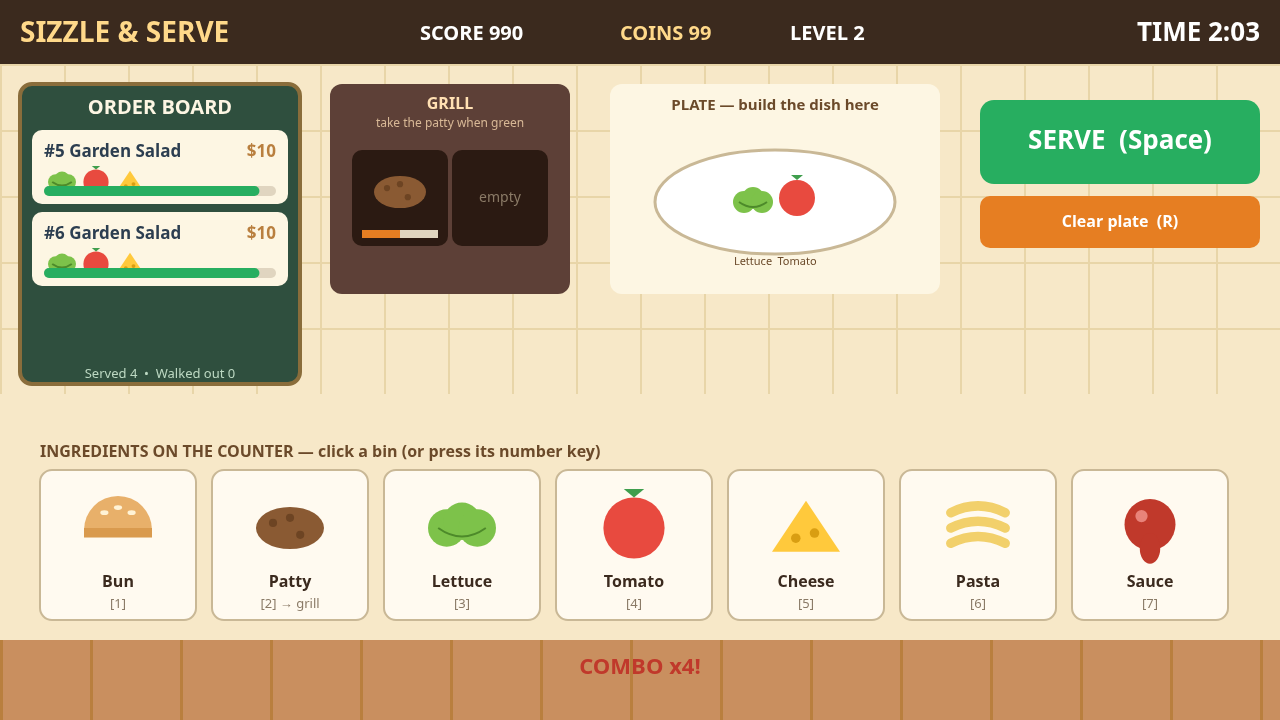 SIZZLE & SERVE
SCORE 990
COINS 99
LEVEL 2
TIME 2:03
ORDER BOARD
#5 Garden Salad $10
#6 Garden Salad $10
Served 4 • Walked out 0
GRILL
take the patty when green
empty
PLATE — build the dish here
Lettuce Tomato
SERVE (Space)
Clear plate (R)
INGREDIENTS ON THE COUNTER — click a bin (or press its number key)
Bun
[1]
Patty
[2] → grill
Lettuce
[3]
Tomato
[4]
Cheese
[5]
Pasta
[6]
Sauce
[7]
COMBO x4!